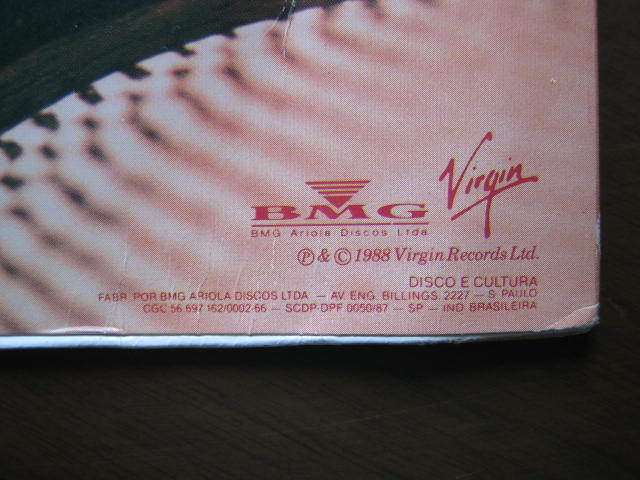 BMG
Virgin
BMG Ariola Discos Ltda
℗ & © 1988 Virgin Records Ltd.
DISCO E CULTURA
FABR. POR BMG ARIOLA DISCOS LTDA — AV. ENG. BILLINGS, 2227 — S. PAULO
CGC 56 697 162/0002-66 — SCDP-DPF 0050/87 — SP — IND BRASILEIRA